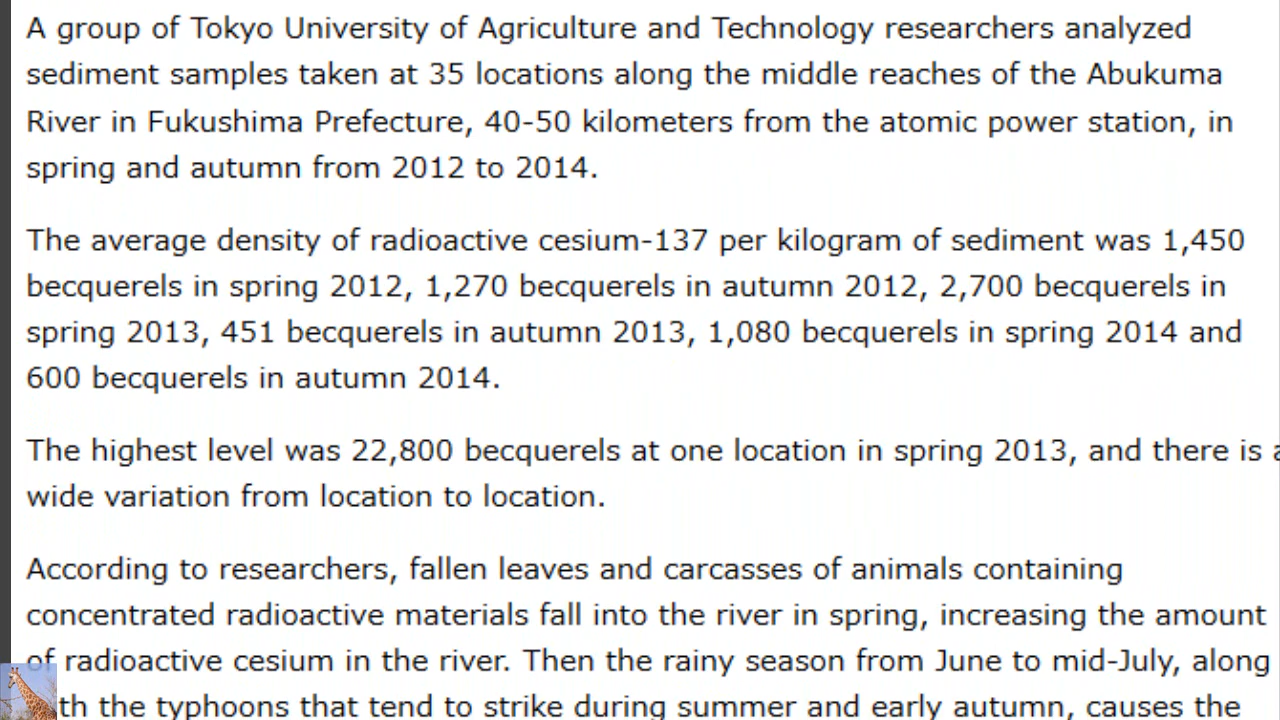 A group of Tokyo University of Agriculture and Technology researchers analyzed
sediment samples taken at 35 locations along the middle reaches of the Abukuma
River in Fukushima Prefecture, 40-50 kilometers from the atomic power station, in
spring and autumn from 2012 to 2014.
The average density of radioactive cesium-137 per kilogram of sediment was 1,450
becquerels in spring 2012, 1,270 becquerels in autumn 2012, 2,700 becquerels in
spring 2013, 451 becquerels in autumn 2013, 1,080 becquerels in spring 2014 and
600 becquerels in autumn 2014.
The highest level was 22,800 becquerels at one location in spring 2013, and there is a
wide variation from location to location.
According to researchers, fallen leaves and carcasses of animals containing
concentrated radioactive materials fall into the river in spring, increasing the amount
of radioactive cesium in the river. Then the rainy season from June to mid-July, along
th the typhoons that tend to strike during summer and early autumn, causes the